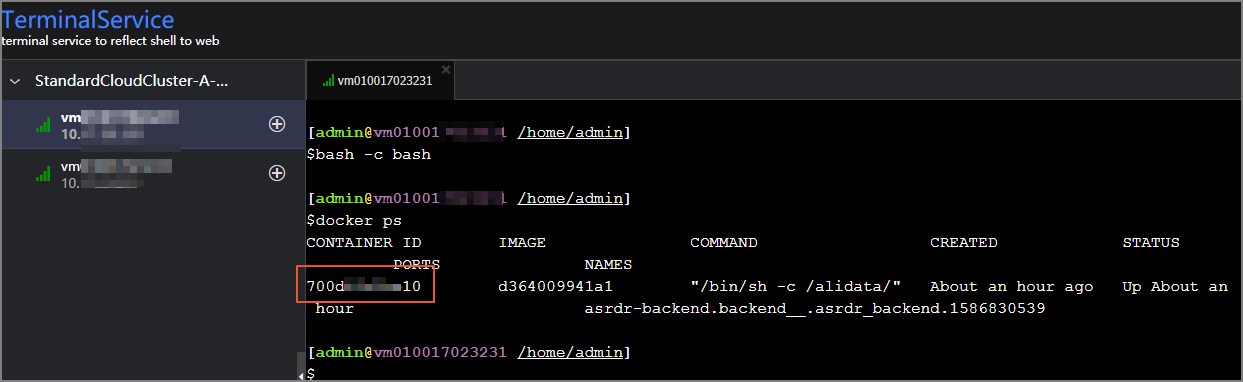 TerminalService
terminal service to reflect shell to web
StandardCloudCluster-A-...
vm010017023231
vm
10.
vm
10.
[admin@vm01001 1 /home/admin]
$bash -c bash
[admin@vm01001 1 /home/admin]
$docker ps
CONTAINER ID IMAGE COMMAND CREATED STATUS
PORTS NAMES
700d 10 d364009941a1 "/bin/sh -c /alidata/" About an hour ago Up About an
hour asrdr-backend.backend__.asrdr_backend.1586830539
[admin@vm010017023231 /home/admin]
$